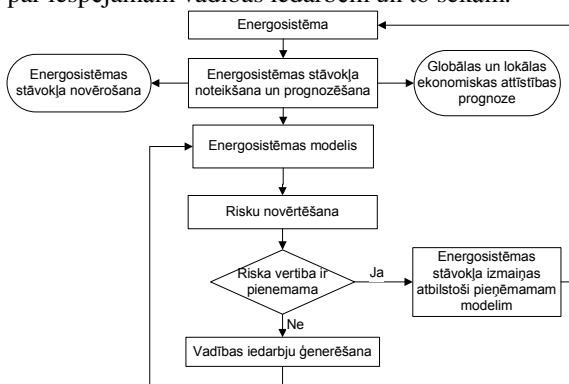 par iespējamām vadības iedarbēm un to sekām.
Energosistēma
Energosistēmas
stāvokļa novērošana
Energosistēmas stāvokļa
noteikšana un prognozēšana
Globālas un lokālas
ekonomiskas attīstības
prognoze
Energosistēmas modelis
Risku novērtēšana
Riska vertiba ir
pienemama
Ja
Energosistēmas
stāvokļa izmaiņas
atbilstoši pieņēmamam
modelim
Ne
Vadības iedarbju ģenerēšana